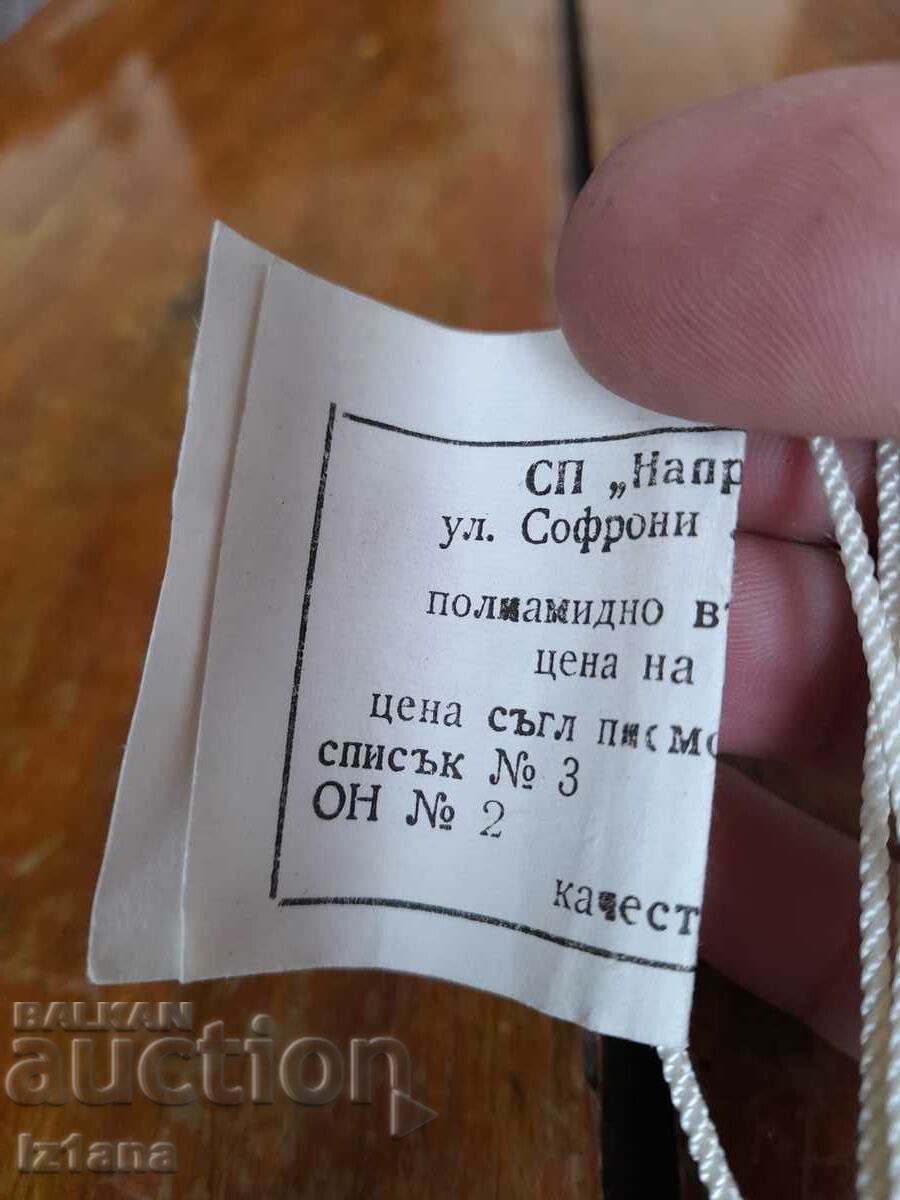 СП „Напр
ул. Софрони
полиамидно въ
цена на
цена съгл писмо
списък № 3
ОН № 2
качест
BALKAN
auction
Iz1ana